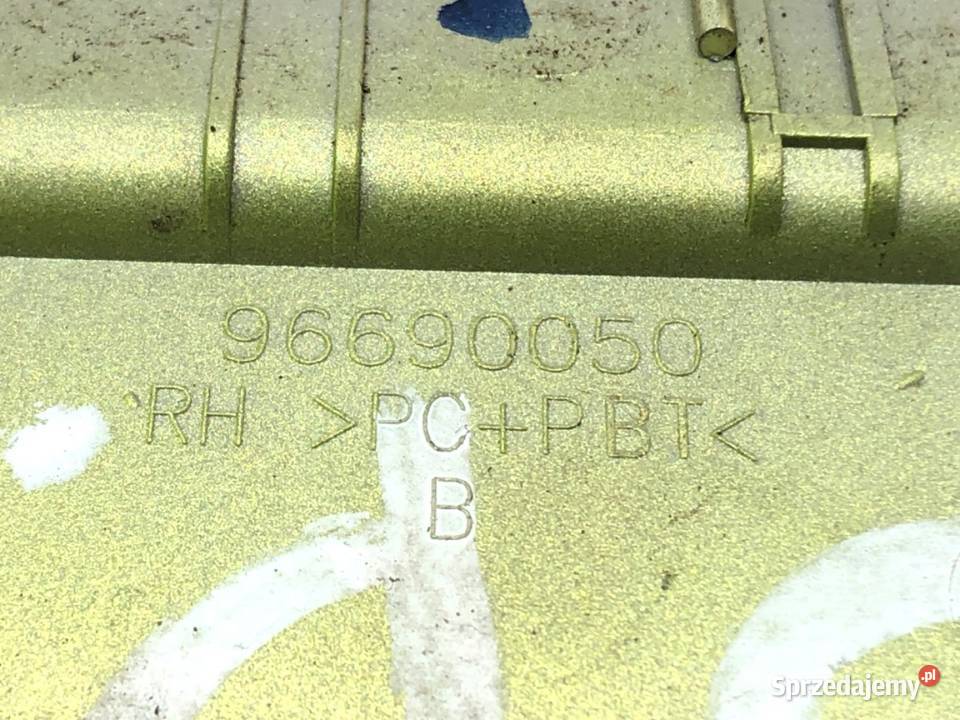 96690050
RH >PC+PBT<
B
Sprzedajemy.pl